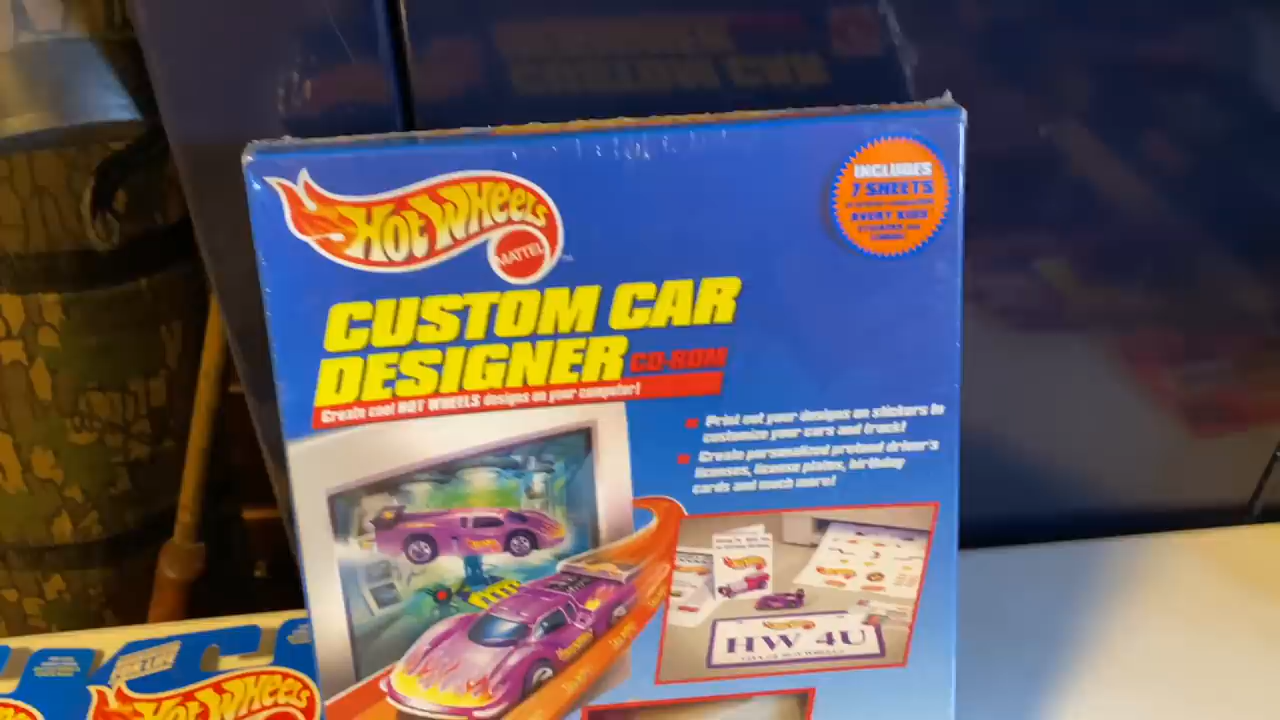 Hot Wheels
MATTEL
INCLUDES
7 SHEETS
AVERY KIDS
CUSTOM CAR
DESIGNER CD-ROM
Create cool HOT WHEELS designs on your computer!
Print out your designs on stickers to
customize your cars and track!
Create personalized pretend driver's
licenses, license plates, birthday
cards and much more!
HW 4U
Hot Wheels